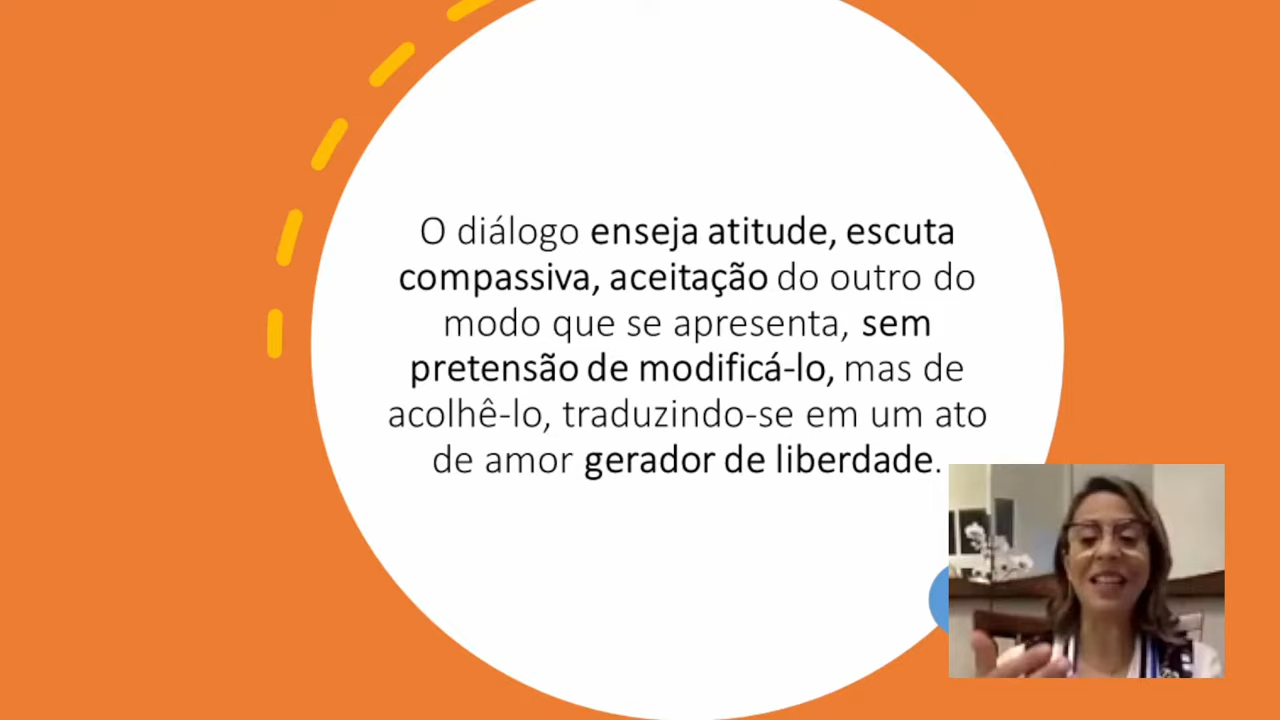 O diálogo enseja atitude, escuta
compassiva, aceitação do outro do
modo que se apresenta, sem
pretensão de modificá-lo, mas de
acolhê-lo, traduzindo-se em um ato
de amor gerador de liberdade.